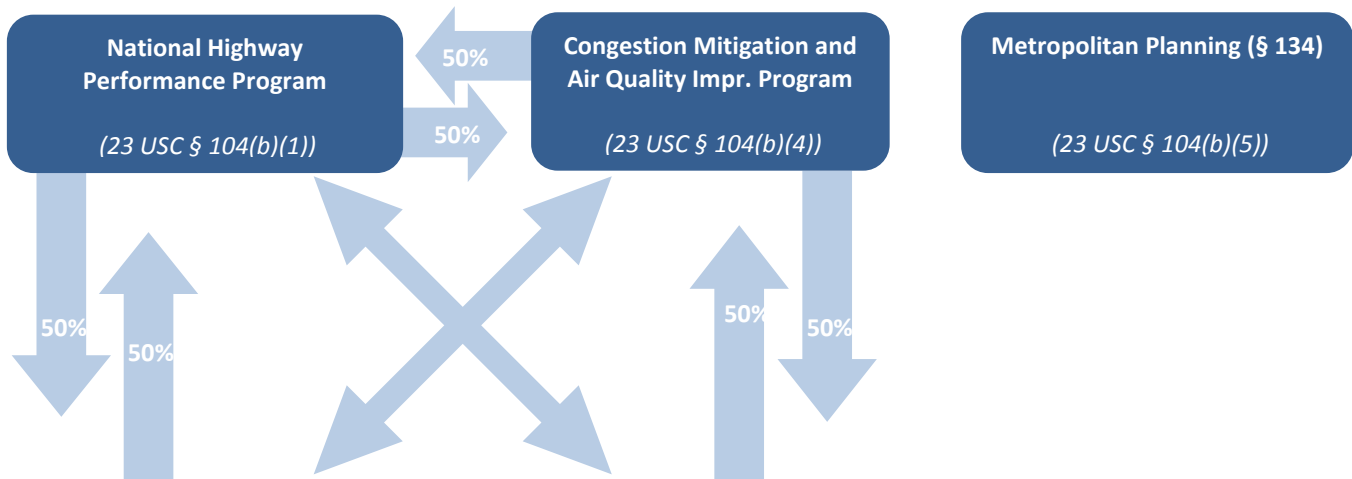 National Highway
Performance Program
(23 USC § 104(b)(1))
50%
50%
Congestion Mitigation and
Air Quality Impr. Program
(23 USC § 104(b)(4))
Metropolitan Planning (§ 134)
(23 USC § 104(b)(5))
50%
50%
50%
50%